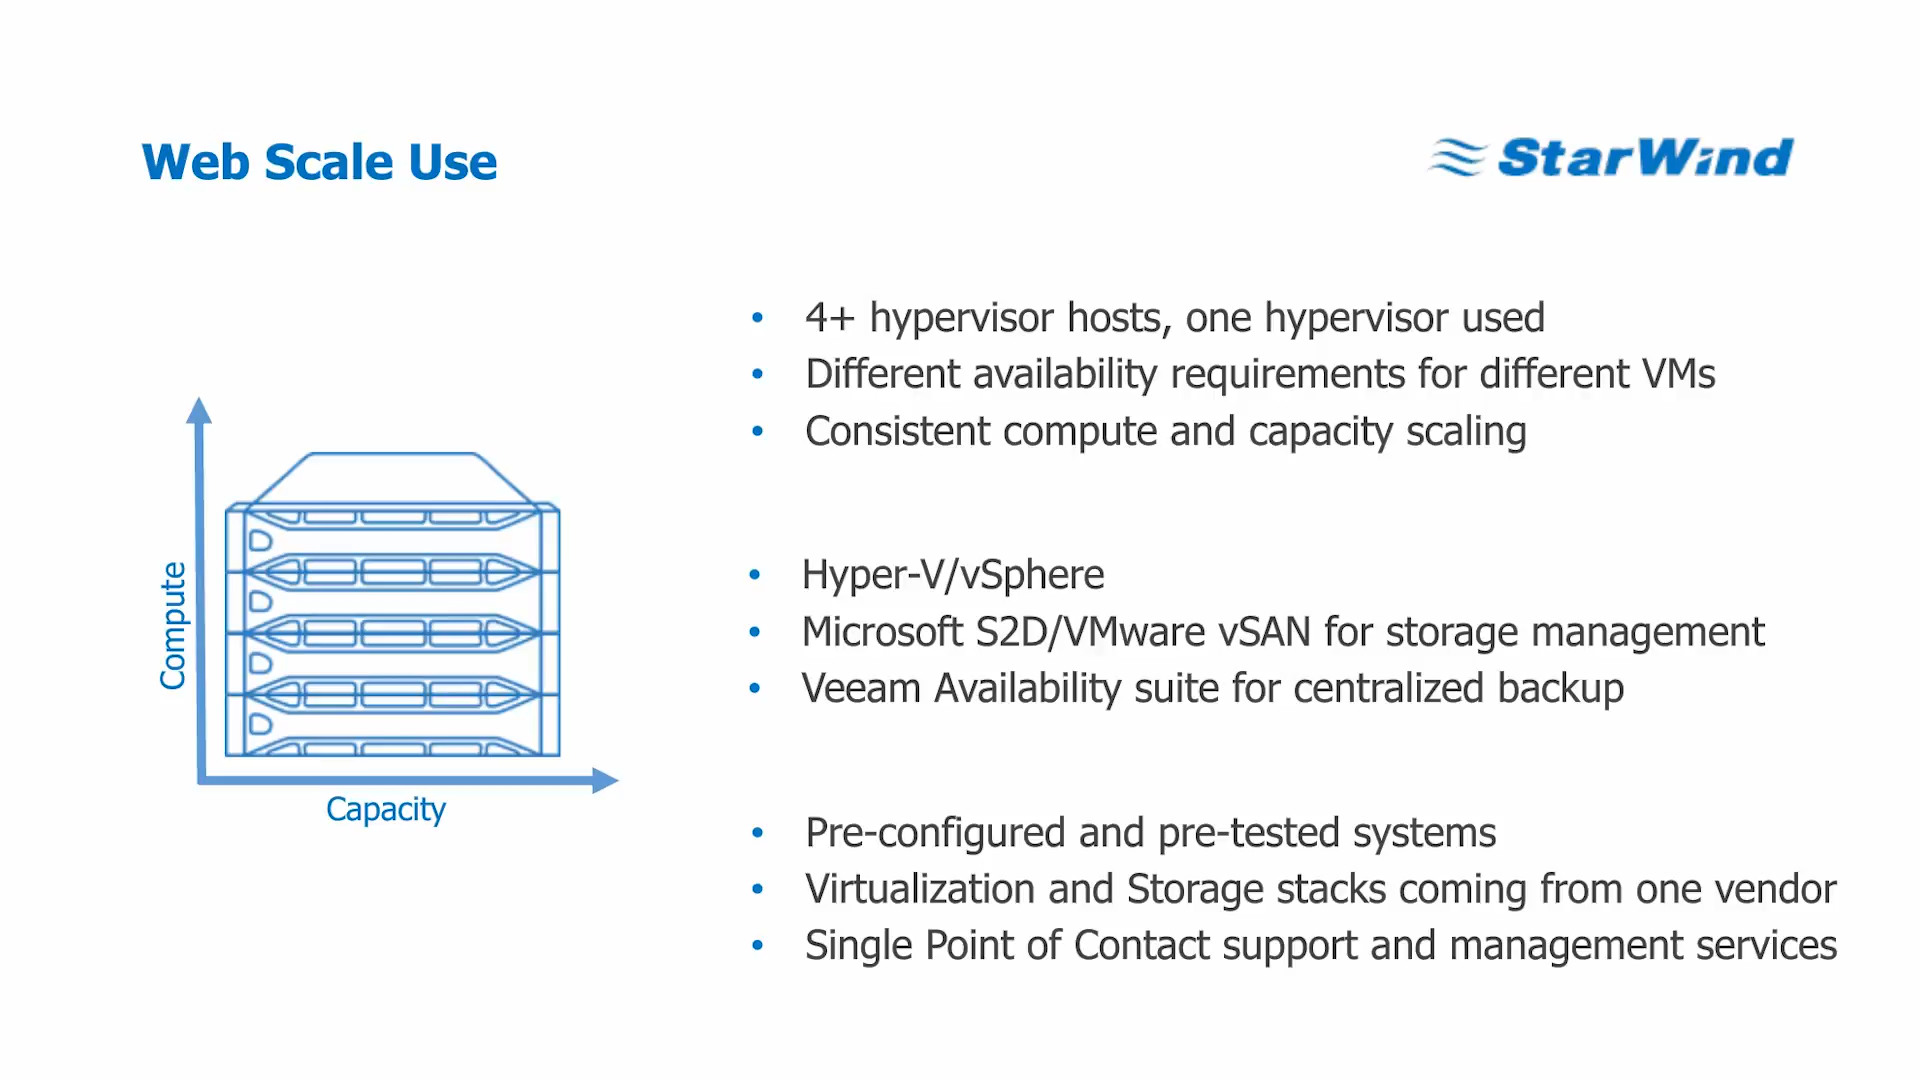 Web Scale Use
StarWind
4+ hypervisor hosts, one hypervisor used
Different availability requirements for different VMs
Consistent compute and capacity scaling
Compute
Capacity
Hyper-V/vSphere
Microsoft S2D/VMware vSAN for storage management
Veeam Availability suite for centralized backup
Pre-configured and pre-tested systems
Virtualization and Storage stacks coming from one vendor
Single Point of Contact support and management services